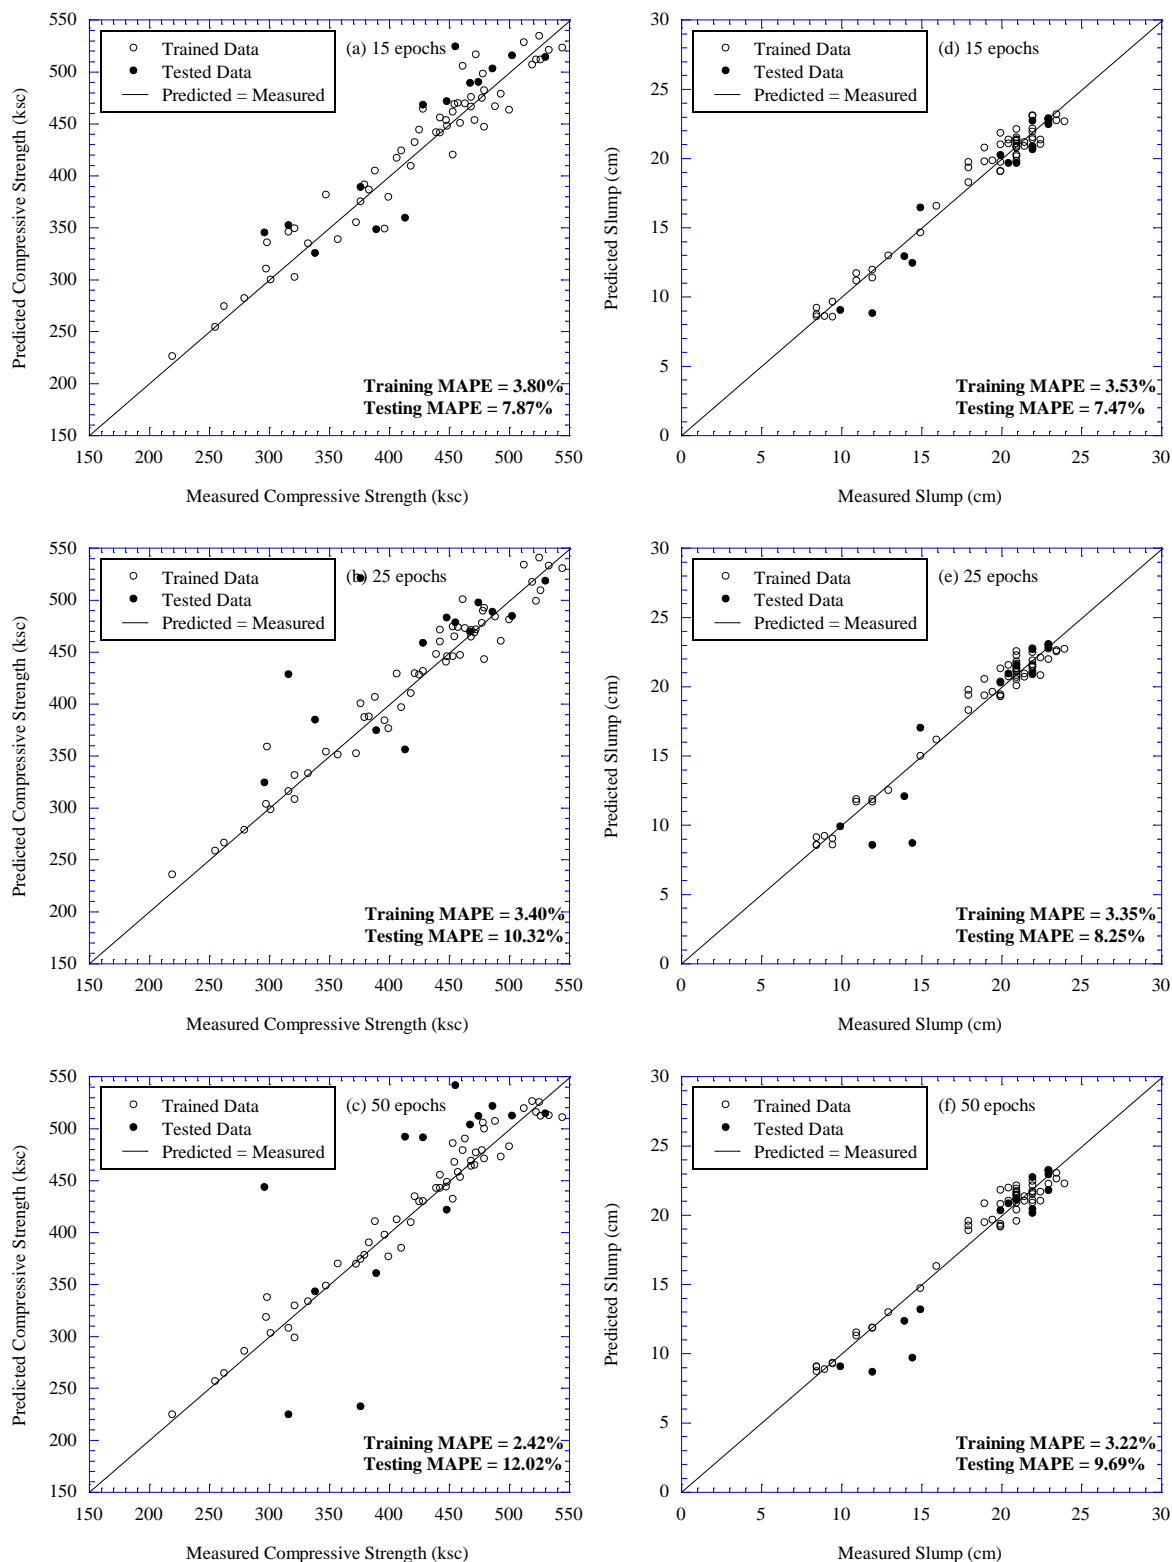 550
500
450
400
350
300
250
200
150
150 200 250 300 350 400 450 500 550
Predicted Compressive Strength (ksc)
Measured Compressive Strength (ksc)
Trained Data
Tested Data
Predicted = Measured
(a) 15 epochs
Training MAPE = 3.80%
Testing MAPE = 7.87%
30
25
20
15
10
5
0
0 5 10 15 20 25 30
Predicted Slump (cm)
Measured Slump (cm)
Trained Data
Tested Data
Predicted = Measured
(d) 15 epochs
Training MAPE = 3.53%
Testing MAPE = 7.47%
550
500
450
400
350
300
250
200
150
150 200 250 300 350 400 450 500 550
Predicted Compressive Strength (ksc)
Measured Compressive Strength (ksc)
Trained Data
Tested Data
Predicted = Measured
(b) 25 epochs
Training MAPE = 3.40%
Testing MAPE = 10.32%
30
25
20
15
10
5
0
0 5 10 15 20 25 30
Predicted Slump (cm)
Measured Slump (cm)
Trained Data
Tested Data
Predicted = Measured
(e) 25 epochs
Training MAPE = 3.35%
Testing MAPE = 8.25%
550
500
450
400
350
300
250
200
150
150 200 250 300 350 400 450 500 550
Predicted Compressive Strength (ksc)
Measured Compressive Strength (ksc)
Trained Data
Tested Data
Predicted = Measured
(c) 50 epochs
Training MAPE = 2.42%
Testing MAPE = 12.02%
30
25
20
15
10
5
0
0 5 10 15 20 25 30
Predicted Slump (cm)
Measured Slump (cm)
Trained Data
Tested Data
Predicted = Measured
(f) 50 epochs
Training MAPE = 3.22%
Testing MAPE = 9.69%